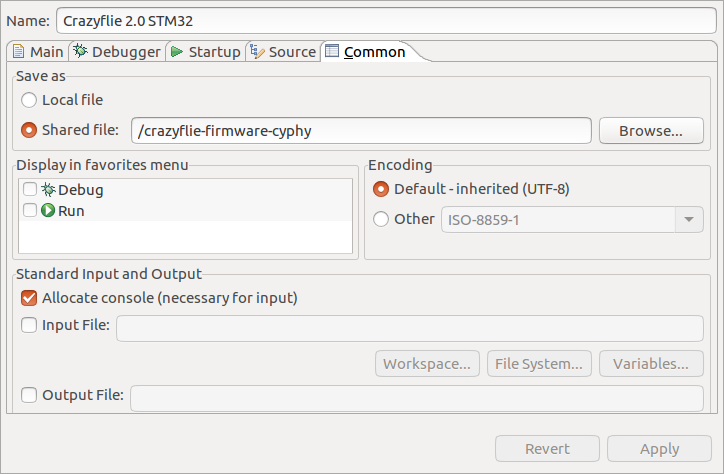 Name: Crazyflie 2.0 STM32
Main Debugger Startup Source Common
Save as
Local file
Shared file: /crazyflie-firmware-cyphy Browse...
Display in favorites menu
Debug
Run
Encoding
Default - inherited (UTF-8)
Other ISO-8859-1
Standard Input and Output
Allocate console (necessary for input)
Input File:
Workspace... File System... Variables...
Output File:
Revert Apply